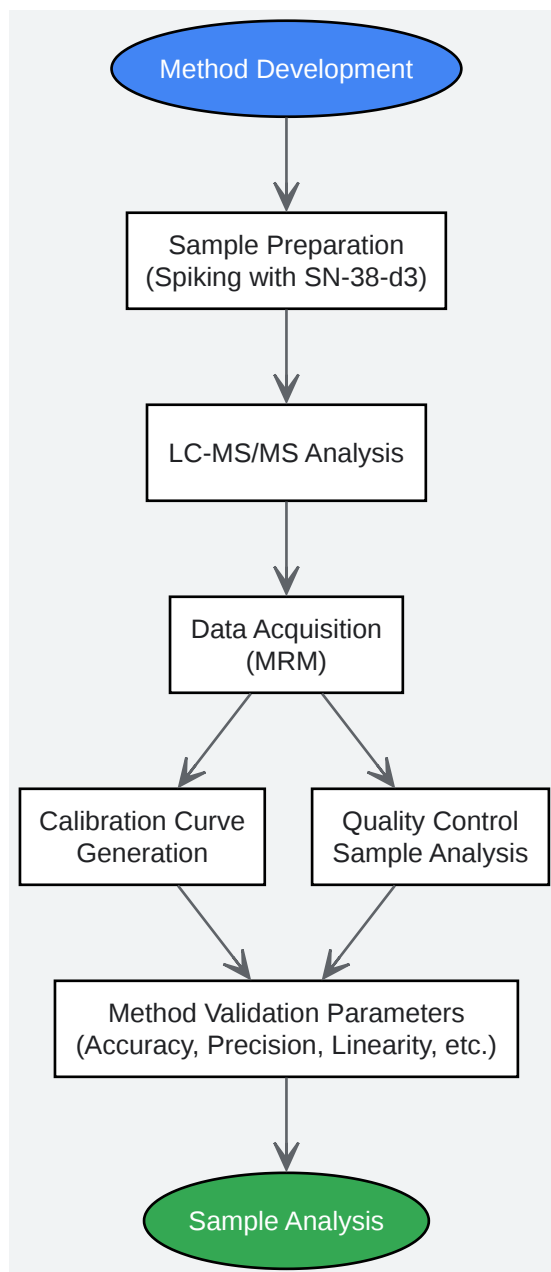 Method Development
Sample Preparation
(Spiking with SN-38-d3)
LC-MS/MS Analysis
Data Acquisition
(MRM)
Calibration Curve
Generation
Quality Control
Sample Analysis
Method Validation Parameters
(Accuracy, Precision, Linearity, etc.)
Sample Analysis